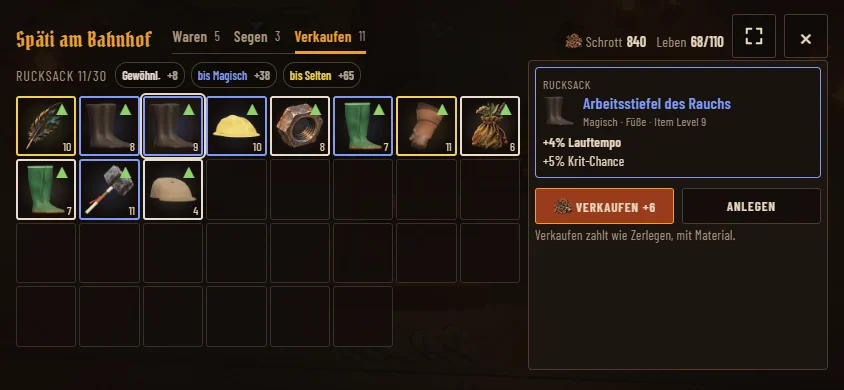 Späti am Bahnhof
Waren 5 Segen 3 Verkaufen 11
Schrott 840 Leben 68/110
×
RUCKSACK 11/30 Gewöhnl. +8 bis Magisch +38 bis Selten +65
10 8 9 10 8 7 11 6
7 11 4
RUCKSACK
Arbeitsstiefel des Rauchs
Magisch · Füße · Item Level 9
+4% Lauftempo
+5% Krit-Chance
VERKAUFEN +6
ANLEGEN
Verkaufen zahlt wie Zerlegen, mit Material.